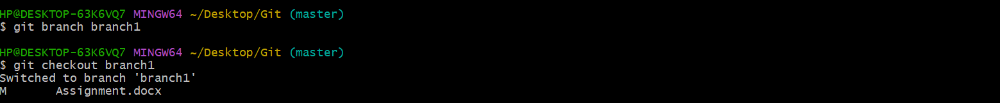 HP@DESKTOP-63K6VQ7 MINGW64 ~/Desktop/Git (master)
$ git branch branch1
HP@DESKTOP-63K6VQ7 MINGW64 ~/Desktop/Git (master)
$ git checkout branch1
Switched to branch 'branch1'
M       Assignment.docx